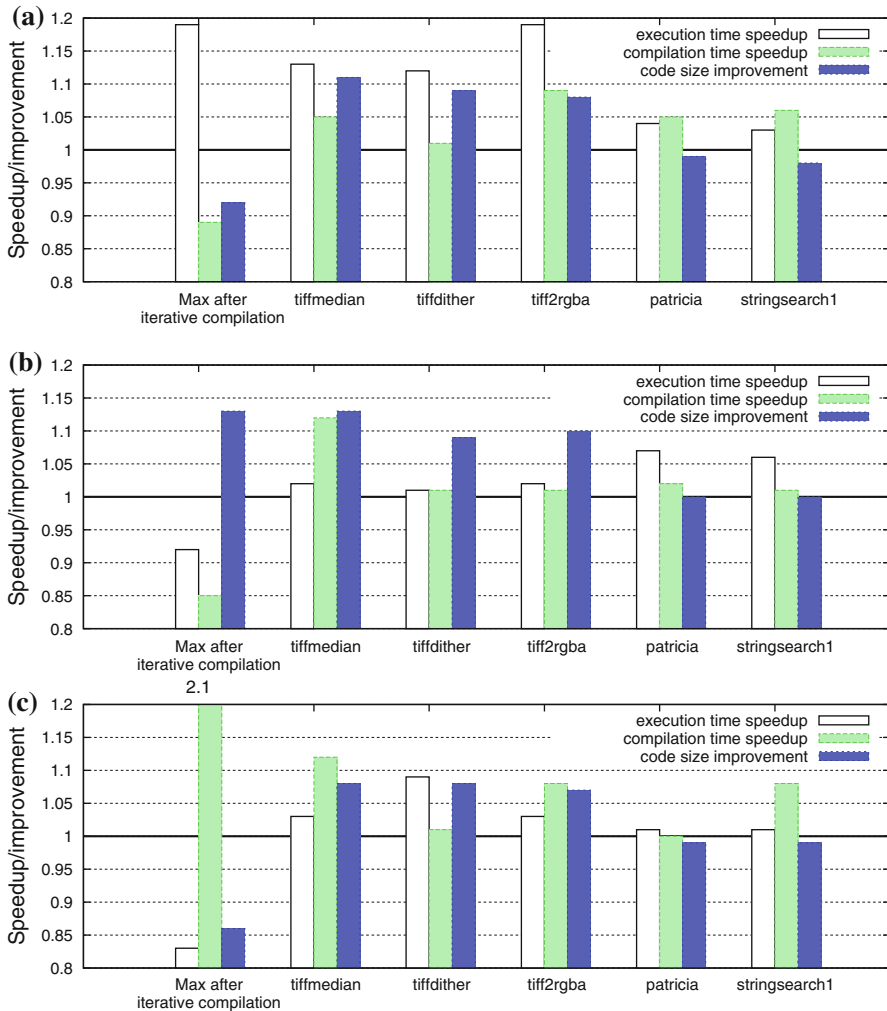 (a)
Speedup/improvement
1.2
1.15
1.1
1.05
1
0.95
0.9
0.85
0.8
execution time speedup
compilation time speedup
code size improvement
Max after
iterative compilation
tiffmedian
tiffdither
tiff2rgba
patricia
stringsearch1
(b)
Speedup/improvement
1.2
1.15
1.1
1.05
1
0.95
0.9
0.85
0.8
execution time speedup
compilation time speedup
code size improvement
Max after
iterative compilation
tiffmedian
tiffdither
tiff2rgba
patricia
stringsearch1
(c)
Speedup/improvement
2.1
1.2
1.15
1.1
1.05
1
0.95
0.9
0.85
0.8
execution time speedup
compilation time speedup
code size improvement
Max after
iterative compilation
tiffmedian
tiffdither
tiff2rgba
patricia
stringsearch1